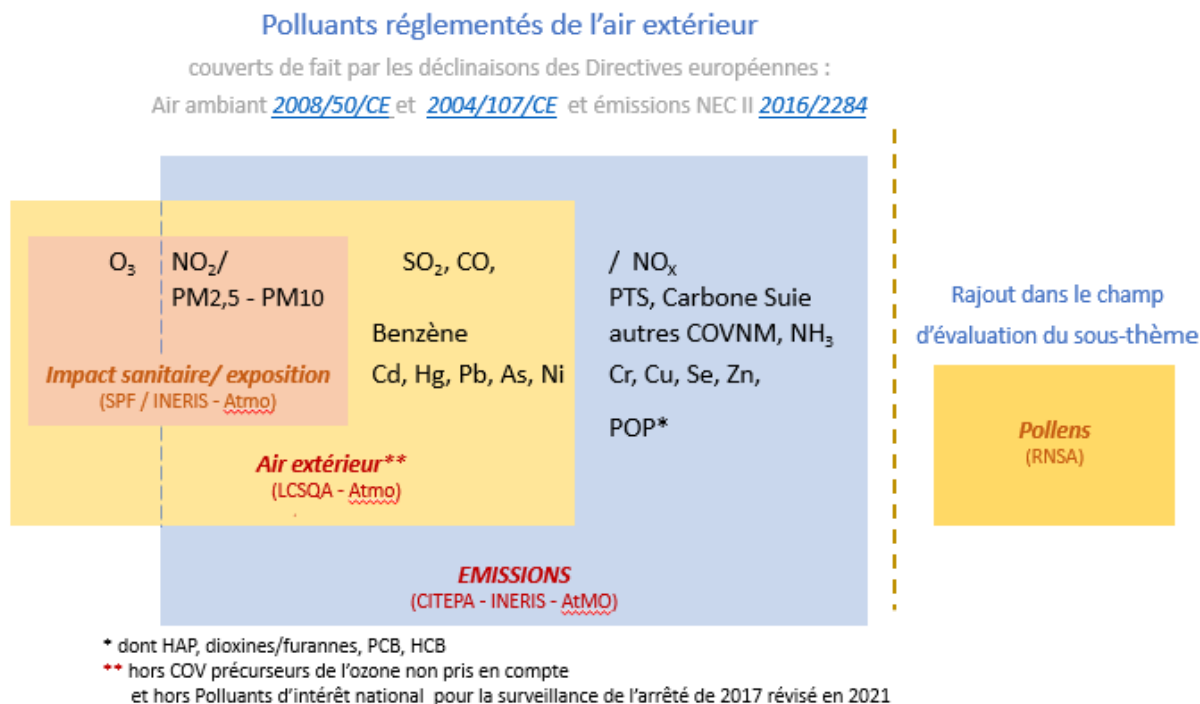 Polluants réglementés de l'air extérieur
couverts de fait par les déclinaisons des Directives européennes :
Air ambiant 2008/50/CE et 2004/107/CE et émissions NEC II 2016/2284
O₃ NO₂/ SO₂, CO, / NOₓ
PM2,5 - PM10 PTS, Carbone Suie
Benzène autres COVNM, NH₃
Impact sanitaire/ exposition Cd, Hg, Pb, As, Ni Cr, Cu, Se, Zn,
(SPF / INERIS - Atmo)
POP*
Air extérieur**
(LCSQA - Atmo)
EMISSIONS
(CITEPA - INERIS - AtMO)
Rajout dans le champ
d'évaluation du sous-thème
Pollens
(RNSA)
* dont HAP, dioxines/furannes, PCB, HCB
** hors COV précurseurs de l'ozone non pris en compte
et hors Polluants d'intérêt national pour la surveillance de l'arrêté de 2017 révisé en 2021